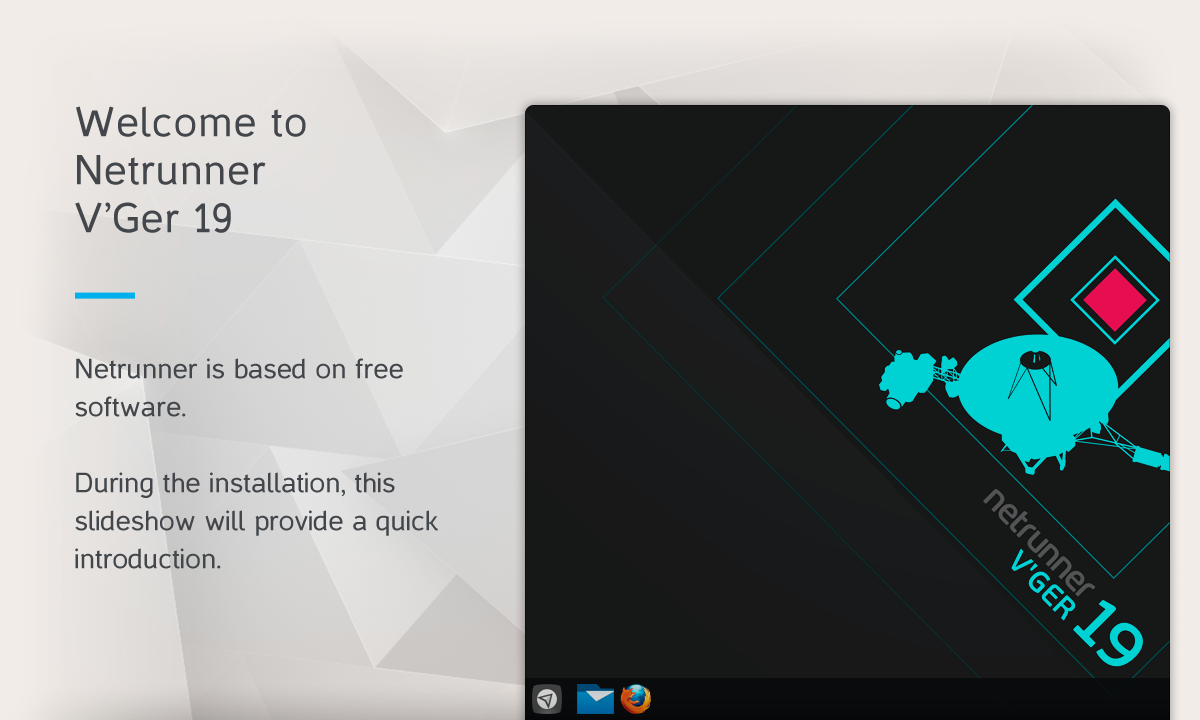 Welcome to
Netrunner
V’Ger 19
Netrunner is based on free
software.
During the installation, this
slideshow will provide a quick
introduction.
netrunner
V'GER 19